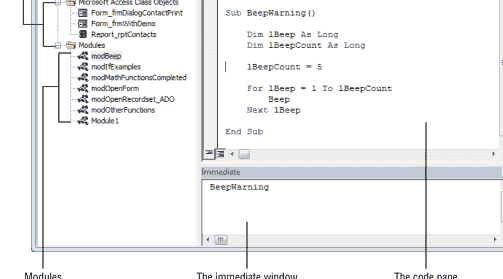 Microsoft Access Class Objects
Form_frmDialogContactPrint
Form_frmWithDemo
Report_rptContacts
Modules
modBeep
modIfExamples
modMathFunctionsCompleted
modOpenForm
modOpenRecordset_ADO
modOtherFunctions
Module1
Sub BeepWarning()
Dim lBeep As Long
Dim lBeepCount As Long
lBeepCount = 5
For lBeep = 1 To lBeepCount
Beep
Next lBeep
End Sub
Immediate
BeepWarning
Modules
The immediate window
The code pane